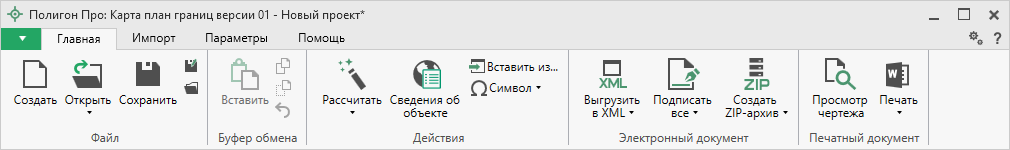 Полигон Про: Карта план границ версии 01 - Новый проект*
Главная Импорт Параметры Помощь ?
Создать Открыть Сохранить
Файл
Вставить
Буфер обмена
Рассчитать Сведения об объекте Вставить из... Символ
Действия
XML Выгрузить в XML Подписать все ZIP Создать ZIP-архив
Электронный документ
Просмотр чертежа W Печать
Печатный документ